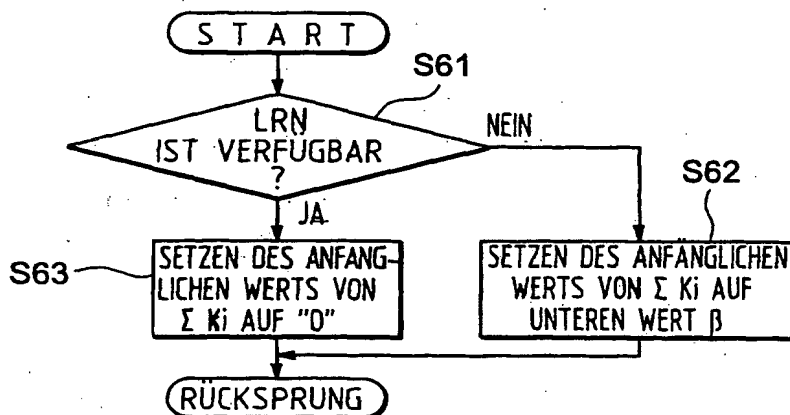 START
S61
LRN
IST VERFÜGBAR
?
NEIN
JA
S62
S63
SETZEN DES ANFANG-
LICHEN WERTS VON
Σ Ki AUF "0"
SETZEN DES ANFÄNGLICHEN
WERTS VON Σ Ki AUF
UNTEREN WERT β
RÜCKSPRUNG